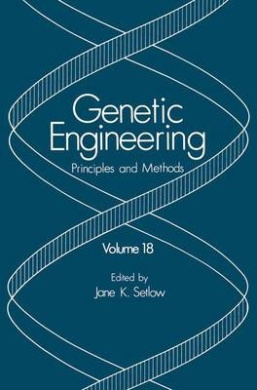 Genetic
Engineering
Principles and Methods
Volume 18
Edited by
Jane K. Setlow